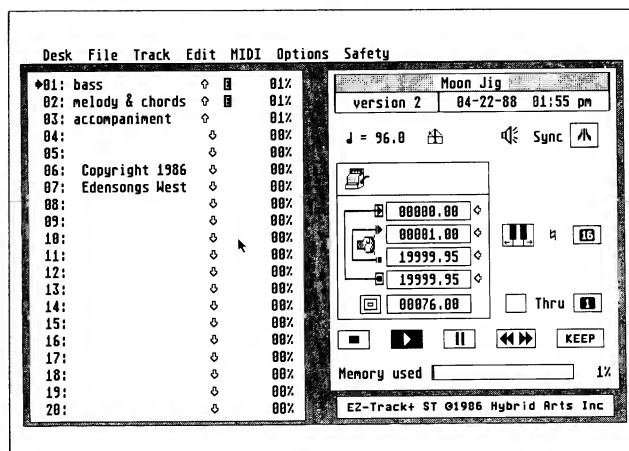 Desk File Track Edit MIDI Options Safety
01: bass 01%
02: melody & chords 01%
03: accompaniment 01%
04: 00%
05: 00%
06: Copyright 1986 00%
07: Edensongs West 00%
08: 00%
09: 00%
10: 00%
11: 00%
12: 00%
13: 00%
14: 00%
15: 00%
16: 00%
17: 00%
18: 00%
19: 00%
20: 00%
Moon Jig
version 2 04-22-88 01:55 pm
♩ = 96.0 Sync
00000.00
00001.00
19999.95
19999.95
00076.00
♮ 16
Thru 1
KEEP
Memory used 1%
EZ-Track+ ST ©1986 Hybrid Arts Inc